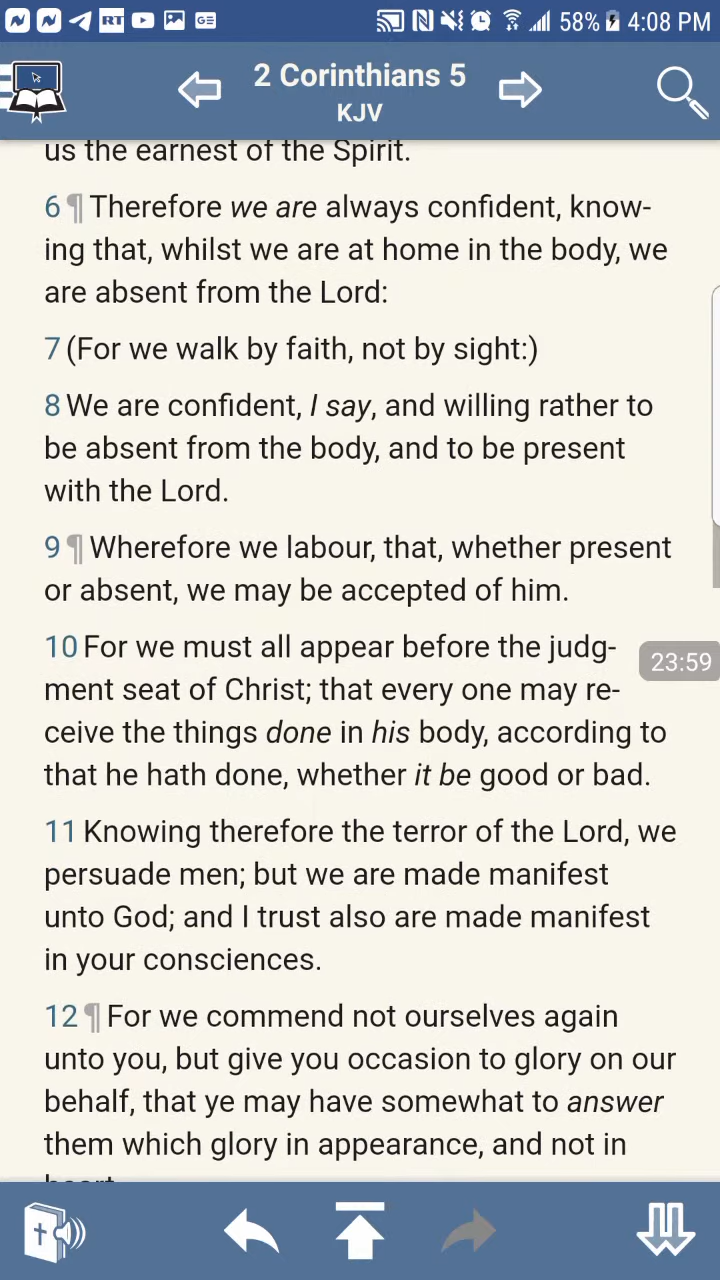 RT
GE
58%
4:08 PM
2 Corinthians 5
KJV
us the earnest of the Spirit.
6 ¶ Therefore we are always confident, know-
ing that, whilst we are at home in the body, we
are absent from the Lord:
7 (For we walk by faith, not by sight:)
8 We are confident, I say, and willing rather to
be absent from the body, and to be present
with the Lord.
9 ¶ Wherefore we labour, that, whether present
or absent, we may be accepted of him.
10 For we must all appear before the judg-
23:59
ment seat of Christ; that every one may re-
ceive the things done in his body, according to
that he hath done, whether it be good or bad.
11 Knowing therefore the terror of the Lord, we
persuade men; but we are made manifest
unto God; and I trust also are made manifest
in your consciences.
12 ¶ For we commend not ourselves again
unto you, but give you occasion to glory on our
behalf, that ye may have somewhat to answer
them which glory in appearance, and not in
heart.